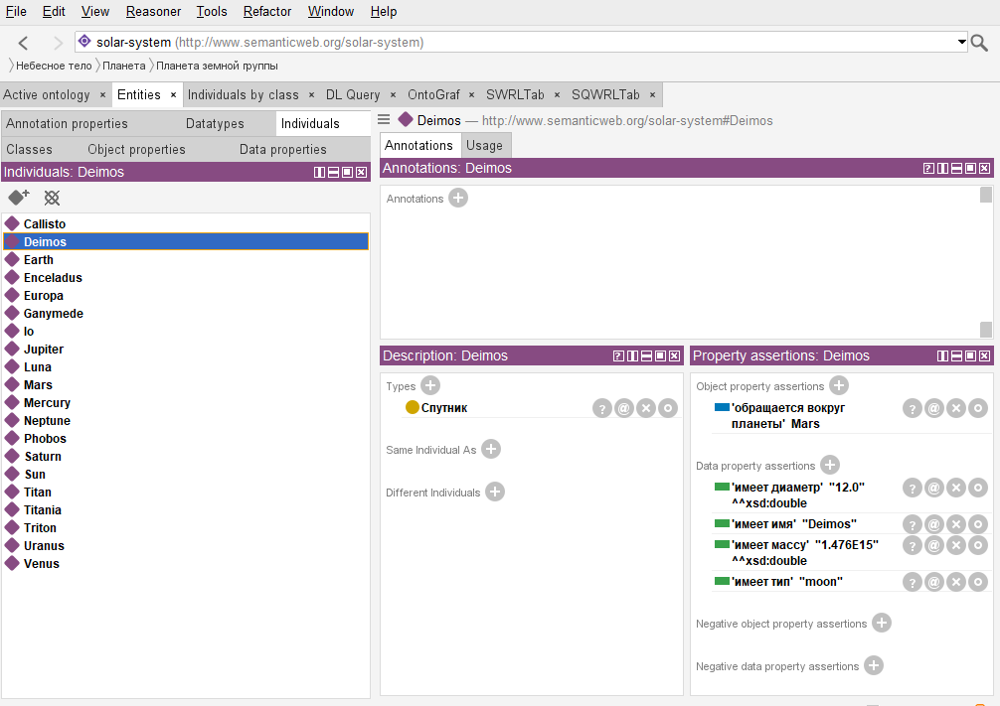 File Edit View Reasoner Tools Refactor Window Help
solar-system (http://www.semanticweb.org/solar-system)
Небесное тело Планета Планета земной группы
Active ontology × Entities × Individuals by class × DL Query × OntoGraf × SWRLTab × SQWRLTab ×
Annotation properties Datatypes Individuals
Classes Object properties Data properties
Individuals: Deimos
Callisto
Deimos
Earth
Enceladus
Europa
Ganymede
Io
Jupiter
Luna
Mars
Mercury
Neptune
Phobos
Saturn
Sun
Titan
Titania
Triton
Uranus
Venus
Deimos — http://www.semanticweb.org/solar-system#Deimos
Annotations Usage
Annotations: Deimos
Annotations
Description: Deimos
Types
Спутник
Same Individual As
Different Individuals
Property assertions: Deimos
Object property assertions
'обращается вокруг
планеты' Mars
Data property assertions
'имеет диаметр' "12.0"
^^xsd:double
'имеет имя' "Deimos"
'имеет массу' "1.476E15"
^^xsd:double
'имеет тип' "moon"
Negative object property assertions
Negative data property assertions